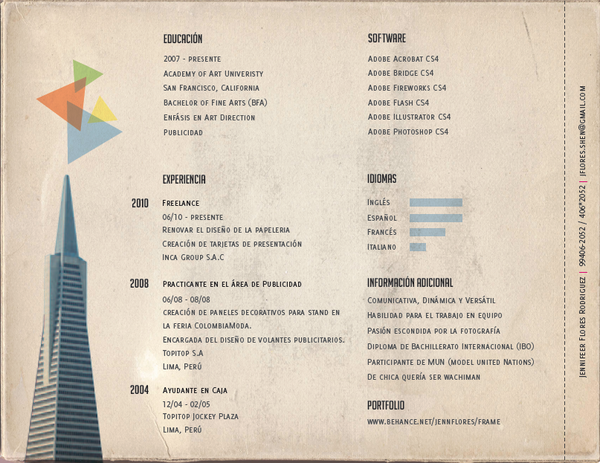 EDUCACIÓN
2007 - PRESENTE
ACADEMY OF ART UNIVERISTY
SAN FRANCISCO, CALIFORNIA
BACHELOR OF FINE ARTS (BFA)
ENFÁSIS EN ART DIRECTION
PUBLICIDAD
EXPERIENCIA
2010 FREELANCE
06/10 - PRESENTE
RENOVAR EL DISEÑO DE LA PAPELERIA
CREACIÓN DE TARJETAS DE PRESENTACIÓN
INCA GROUP S.A.C
2008 PRACTICANTE EN EL ÁREA DE PUBLICIDAD
06/08 - 08/08
CREACIÓN DE PANELES DECORATIVOS PARA STAND EN
LA FERIA COLOMBIAMODA.
ENCARGADA DEL DISEÑO DE VOLANTES PUBLICITARIOS.
TOPITOP S.A
LIMA, PERÚ
2004 AYUDANTE EN CAJA
12/04 - 02/05
TOPITOP JOCKEY PLAZA
LIMA, PERÚ
SOFTWARE
ADOBE ACROBAT CS4
ADOBE BRIDGE CS4
ADOBE FIREWORKS CS4
ADOBE FLASH CS4
ADOBE ILLUSTRATOR CS4
ADOBE PHOTOSHOP CS4
IDIOMAS
INGLÉS
ESPAÑOL
FRANCÉS
ITALIANO
INFORMACIÓN ADICIONAL
COMUNICATIVA, DINÁMICA Y VERSÁTIL
HABILIDAD PARA EL TRABAJO EN EQUIPO
PASIÓN ESCONDIDA POR LA FOTOGRAFÍA
DIPLOMA DE BACHILLERATO INTERNACIONAL (IBO)
PARTICIPANTE DE MUN (MODEL UNITED NATIONS)
DE CHICA QUERÍA SER WACHIMAN
PORTFOLIO
WWW.BEHANCE.NET/JENNFLORES/FRAME
JENNIFEER FLORES RODRIGUEZ | 99406-2052 / 406*2052 | JFLORES.SHEN@GMAIL.COM